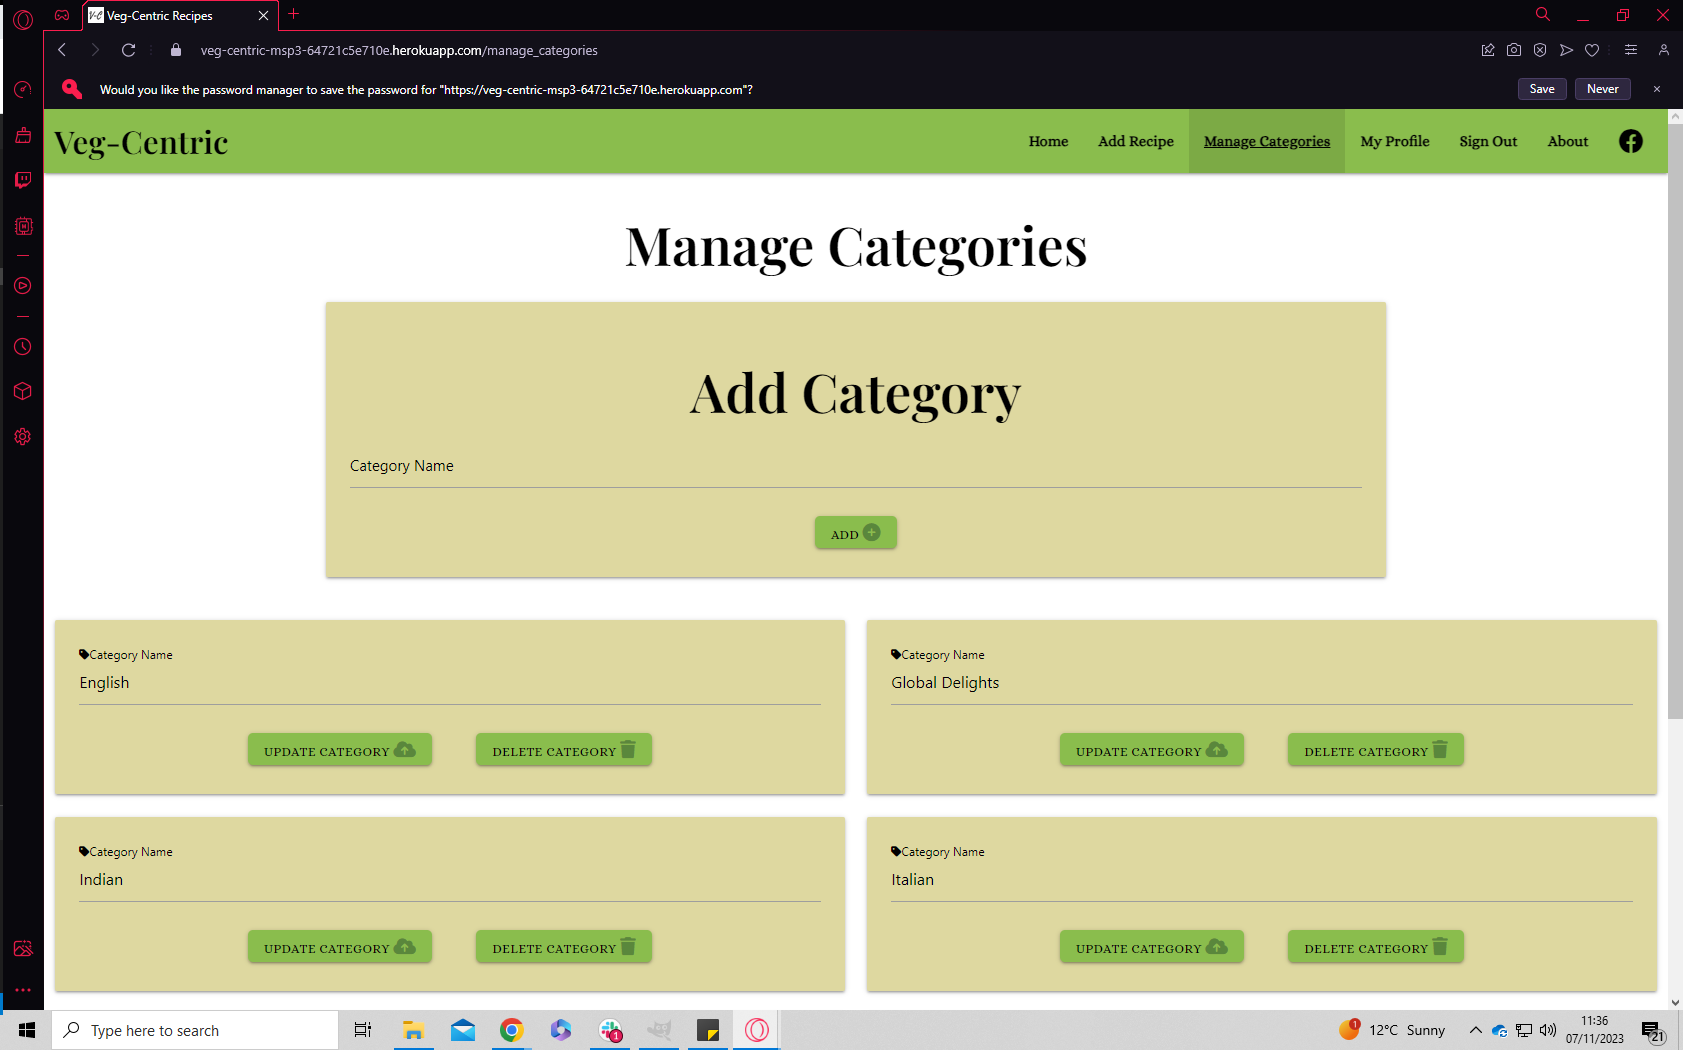 V-C Veg-Centric Recipes
veg-centric-msp3-64721c5e710e.herokuapp.com/manage_categories
Would you like the password manager to save the password for "https://veg-centric-msp3-64721c5e710e.herokuapp.com"?
Save Never
Veg-Centric
Home Add Recipe Manage Categories My Profile Sign Out About
Manage Categories
Add Category
Category Name
ADD
Category Name
English
UPDATE CATEGORY DELETE CATEGORY
Category Name
Global Delights
UPDATE CATEGORY DELETE CATEGORY
Category Name
Indian
UPDATE CATEGORY DELETE CATEGORY
Category Name
Italian
UPDATE CATEGORY DELETE CATEGORY
Type here to search
1
1
12°C Sunny
11:36
07/11/2023
21